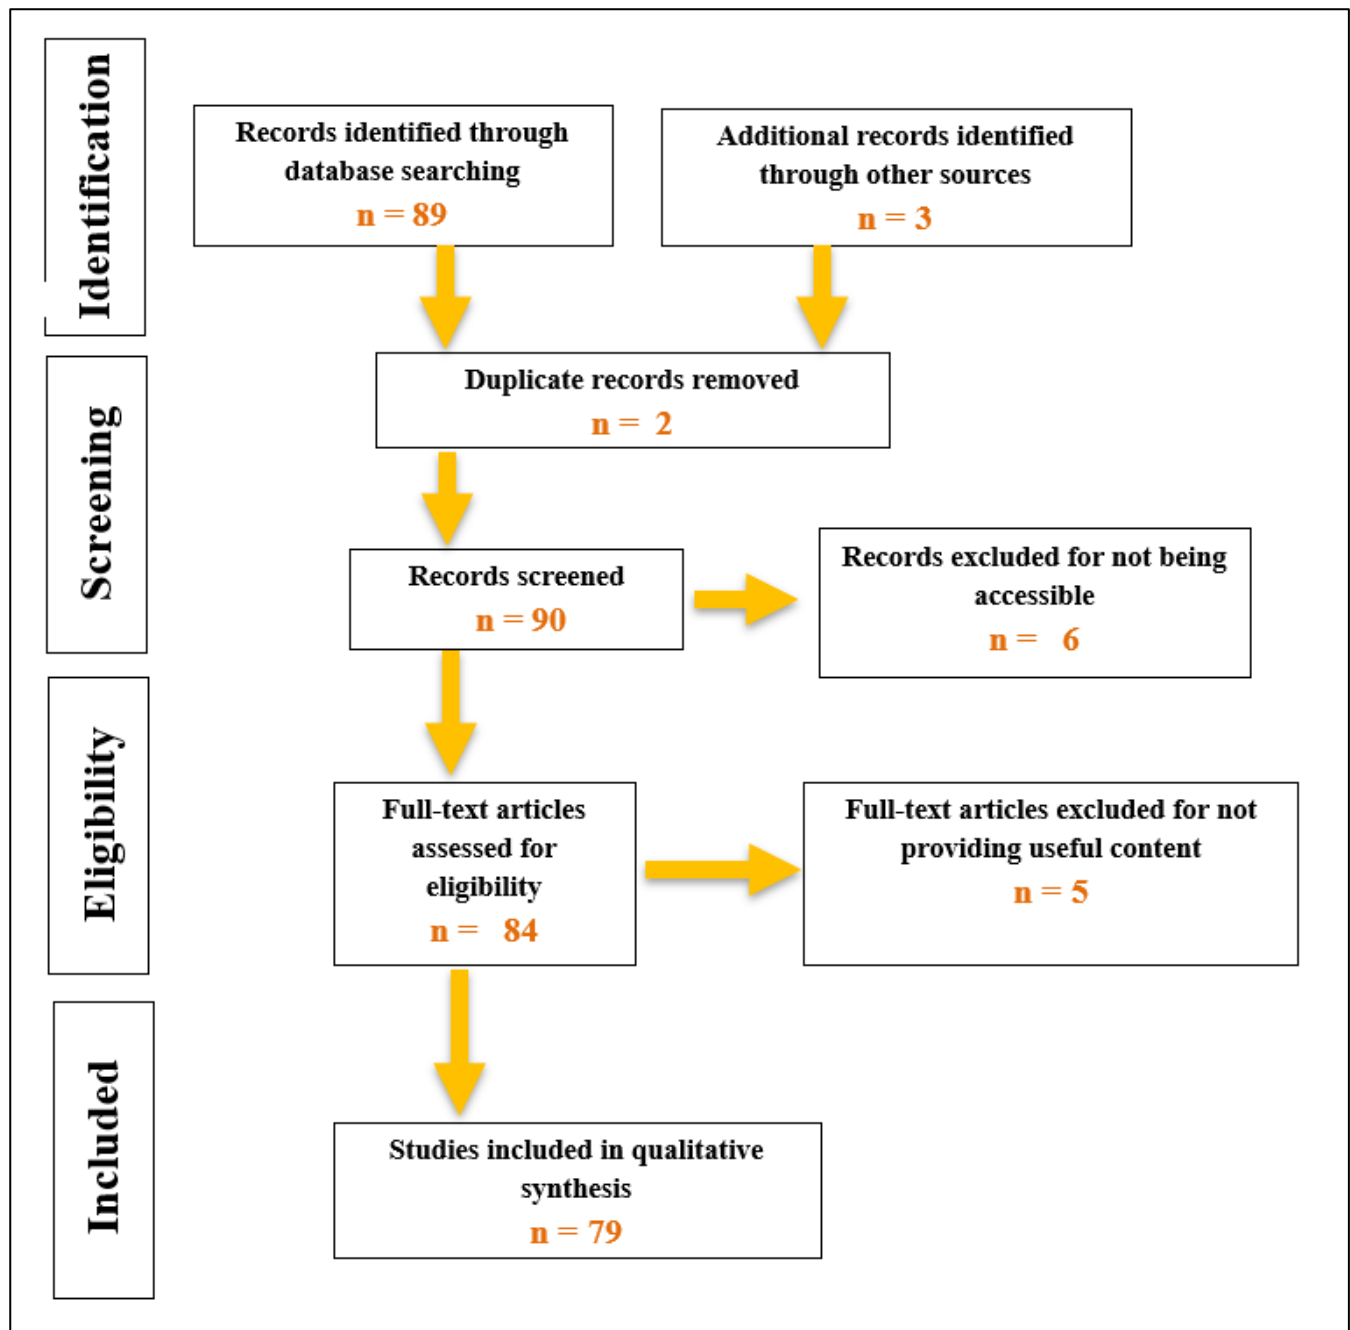 Identification
Records identified through
database searching
n = 89
Additional records identified
through other sources
n = 3
Screening
Duplicate records removed
n = 2
Records screened
n = 90
Records excluded for not being
accessible
n = 6
Eligibility
Full-text articles
assessed for
eligibility
n = 84
Full-text articles excluded for not
providing useful content
n = 5
Included
Studies included in qualitative
synthesis
n = 79